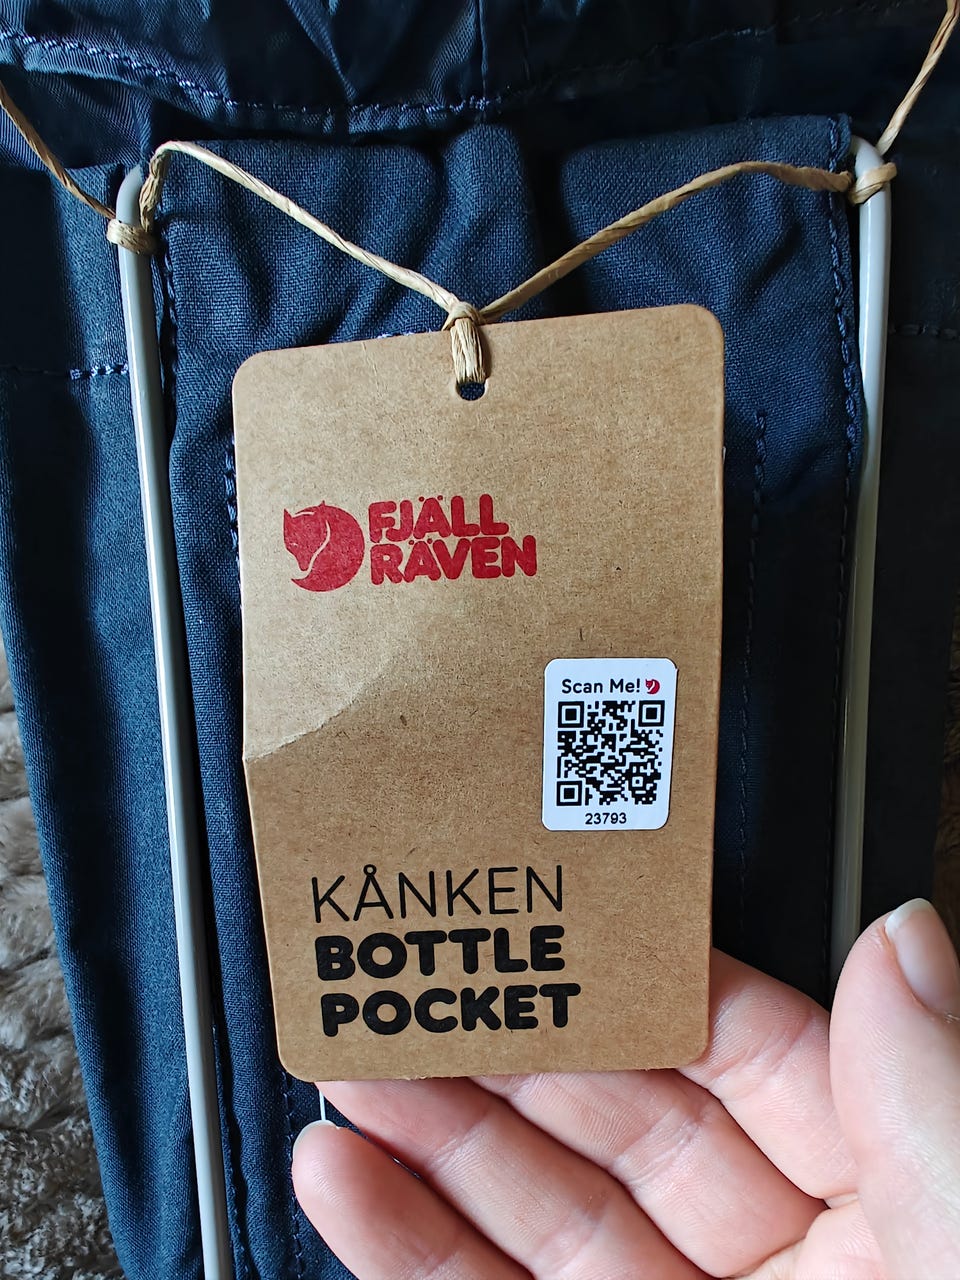 FJÄLL
RÄVEN
Scan Me!
23793
KÅNKEN
BOTTLE
POCKET